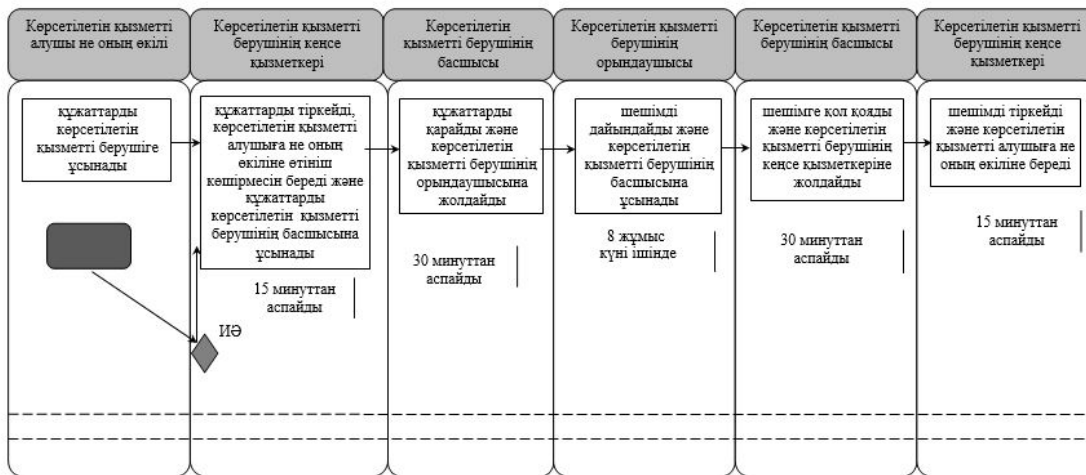 Көрсетілетін қызметті
алушы не оның өкілі
Көрсетілетін қызметті
берушінің кеңсе
қызметкері
Көрсетілетін
қызметті берушінің
басшысы
Көрсетілетін қызметті
берушінің
орындаушысы
Көрсетілетін қызметті
берушінің басшысы
Көрсетілетін қызметті
берушінің кеңсе
қызметкері
құжаттарды
көрсетілетін
қызметті берушіге
ұсынады
құжаттарды тіркейді,
көрсетілетін қызметті
алушыға не оның
өкіліне өтініш
көшірмесін береді және
құжаттарды
көрсетілетін қызметті
берушінің басшысына
ұсынады
15 минуттан
аспайды
ИӘ
құжаттарды
қарайды және
көрсетілетін
қызметті берушінің
орындаушысына
жолдайды
30 минуттан
аспайды
шешімді
дайындайды және
көрсетілетін
қызметті берушінің
басшысына
ұсынады
8 жұмыс
күні ішінде
шешімге қол қояды
және көрсетілетін
қызметті берушінің
кеңсе қызметкеріне
жолдайды
30 минуттан
аспайды
шешімді тіркейді
және көрсетілетін
қызметті алушыға не
оның өкіліне береді
15 минуттан
аспайды